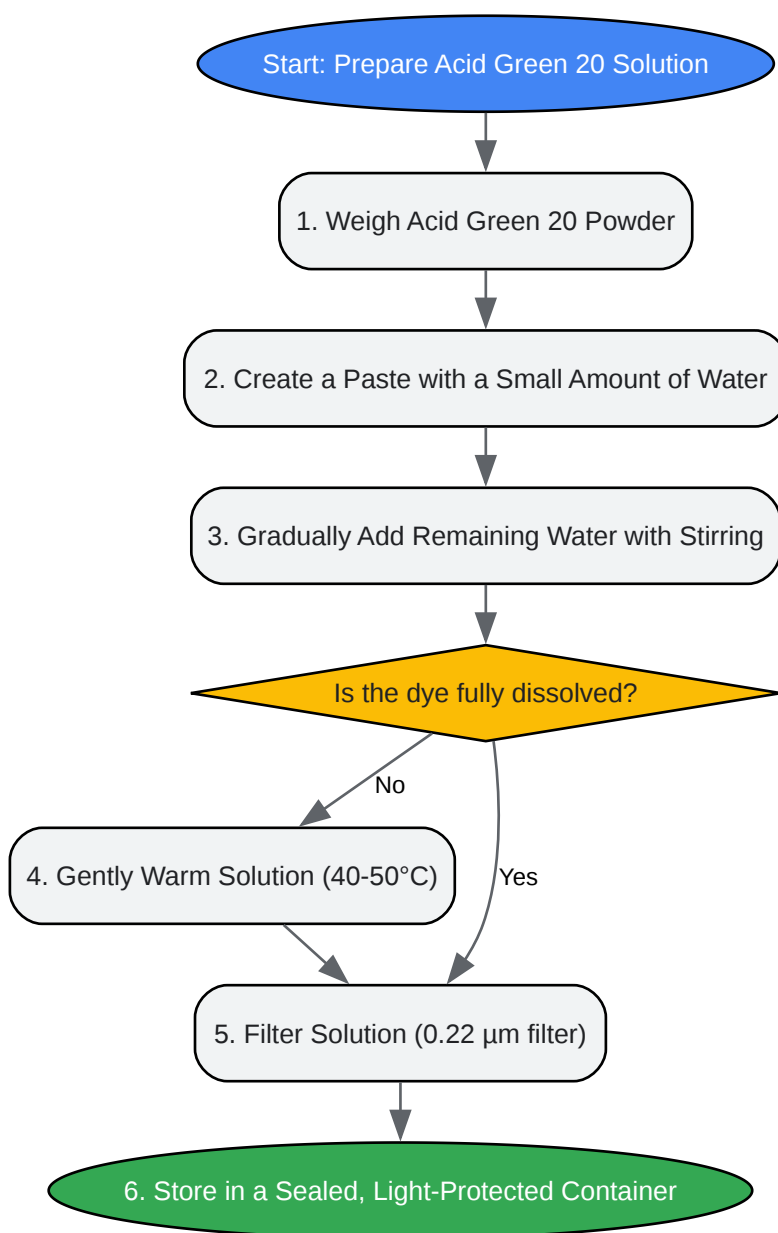 Start: Prepare Acid Green 20 Solution
1. Weigh Acid Green 20 Powder
2. Create a Paste with a Small Amount of Water
3. Gradually Add Remaining Water with Stirring
Is the dye fully dissolved?
No
4. Gently Warm Solution (40-50°C)
Yes
5. Filter Solution (0.22 µm filter)
6. Store in a Sealed, Light-Protected Container